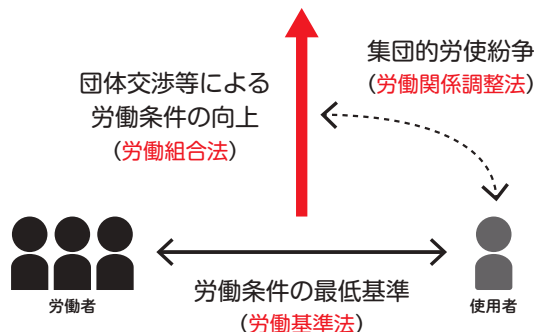 団体交渉等による
労働条件の向上
（労働組合法）
集団的労使紛争
（労働関係調整法）
労働者
労働条件の最低基準
（労働基準法）
使用者